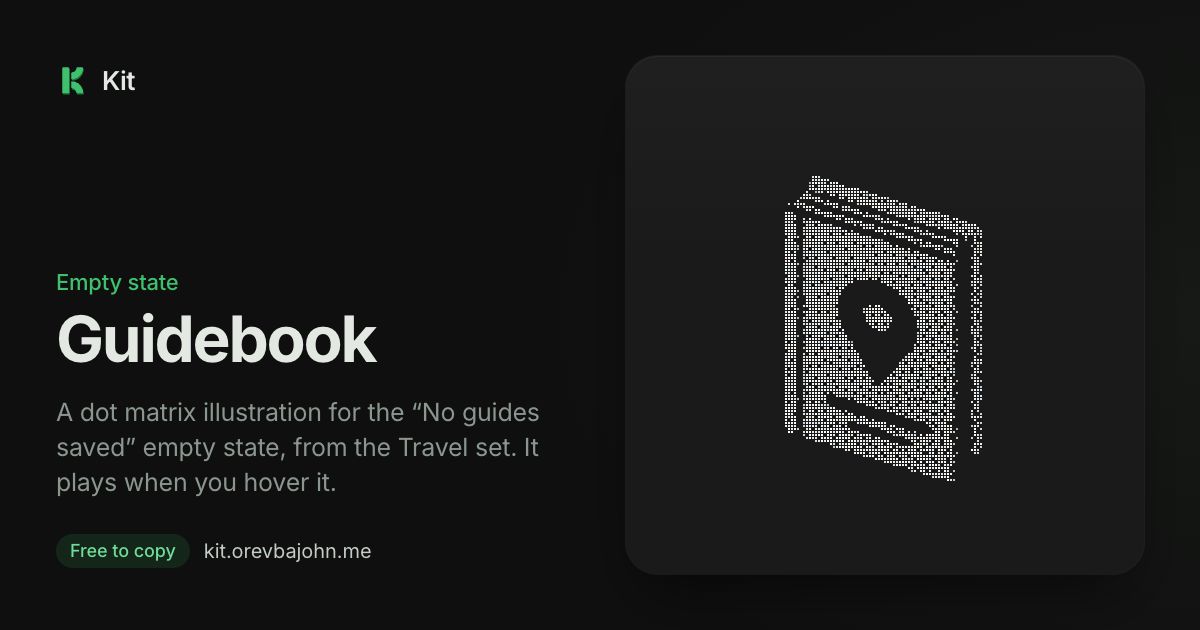 Kit
Empty state
Guidebook
A dot matrix illustration for the “No guides
saved” empty state, from the Travel set. It
plays when you hover it.
Free to copy
kit.orevbajohn.me